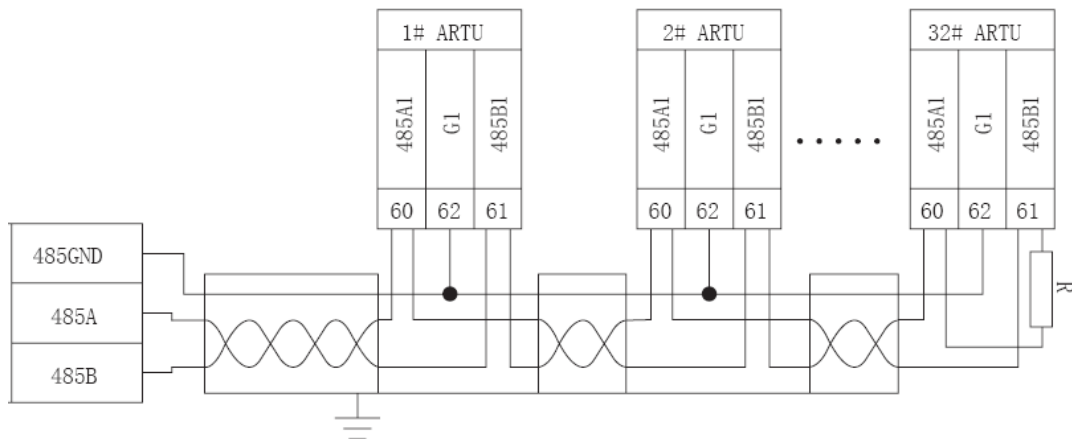 1# ARTU
485A1
G1
485B1
60
62
61
2# ARTU
485A1
G1
485B1
60
62
61
32# ARTU
485A1
G1
485B1
60
62
61
485GND
485A
485B
R